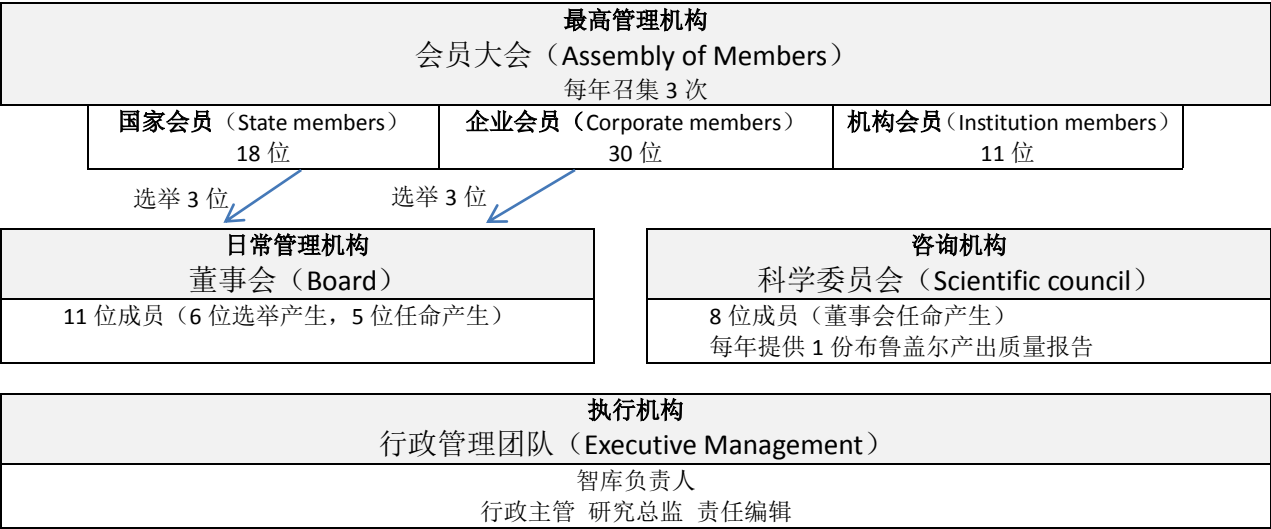 最高管理机构
会员大会（Assembly of Members）
每年召集 3 次
国家会员（State members）
18 位
企业会员（Corporate members）
30 位
机构会员（Institution members）
11 位
选举 3 位
选举 3 位
日常管理机构
董事会（Board）
11 位成员（6 位选举产生，5 位任命产生）
咨询机构
科学委员会（Scientific council）
8 位成员（董事会任命产生）
每年提供 1 份布鲁盖尔产出质量报告
执行机构
行政管理团队（Executive Management）
智库负责人
行政主管 研究总监 责任编辑